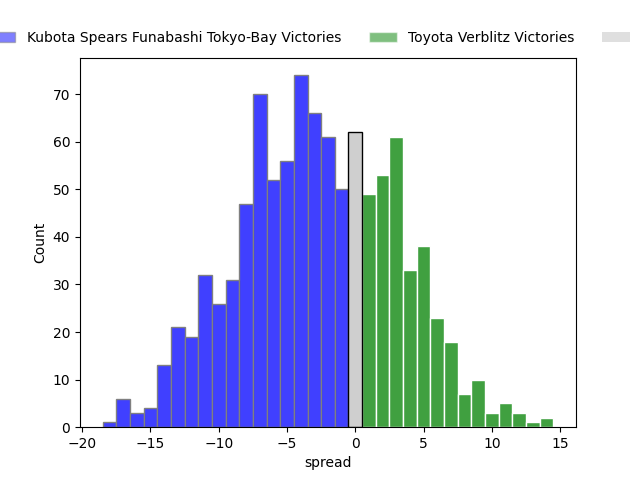 Kubota Spears Funabashi Tokyo-Bay Victories Toyota Verblitz Victories
70
60
50
40
30
20
10
0
Count
−20 −15 −10 −5 0 5 10 15
spread